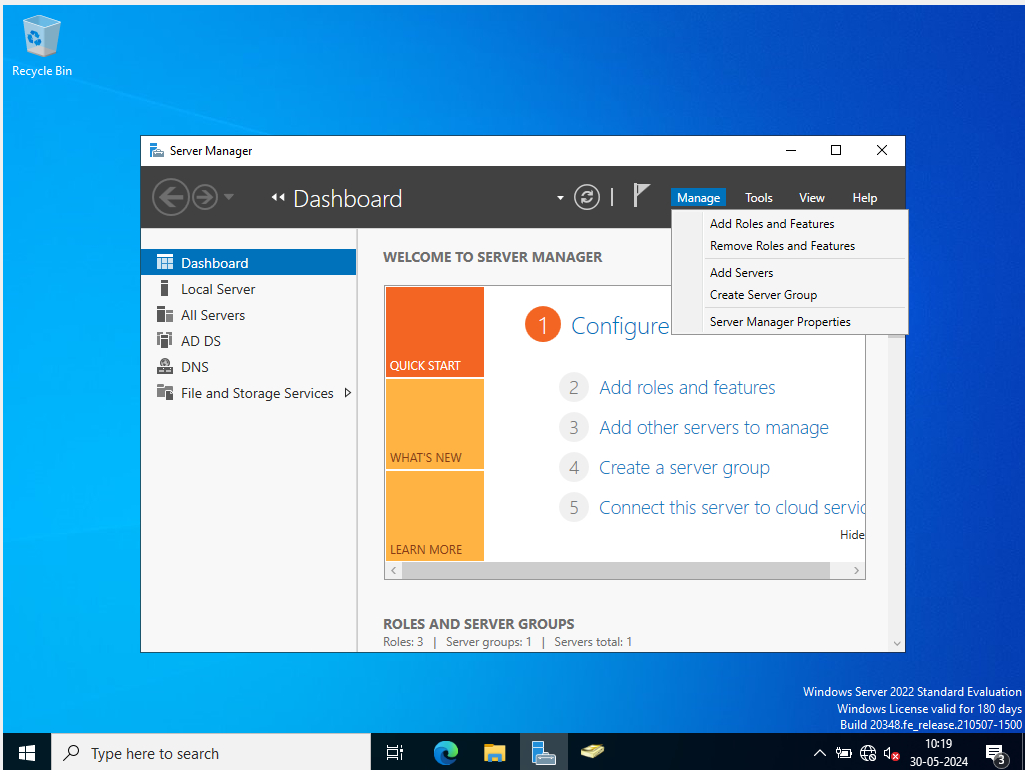 Recycle Bin
Server Manager
Dashboard
Manage Tools View Help
Add Roles and Features
Remove Roles and Features
Add Servers
Create Server Group
Server Manager Properties
Dashboard
Local Server
All Servers
AD DS
DNS
File and Storage Services
WELCOME TO SERVER MANAGER
QUICK START
WHAT'S NEW
LEARN MORE
1 Configure
2 Add roles and features
3 Add other servers to manage
4 Create a server group
5 Connect this server to cloud servic
Hide
ROLES AND SERVER GROUPS
Roles: 3 | Server groups: 1 | Servers total: 1
Windows Server 2022 Standard Evaluation
Windows License valid for 180 days
Build 20348.fe_release.210507-1500
Type here to search
10:19
30-05-2024
3